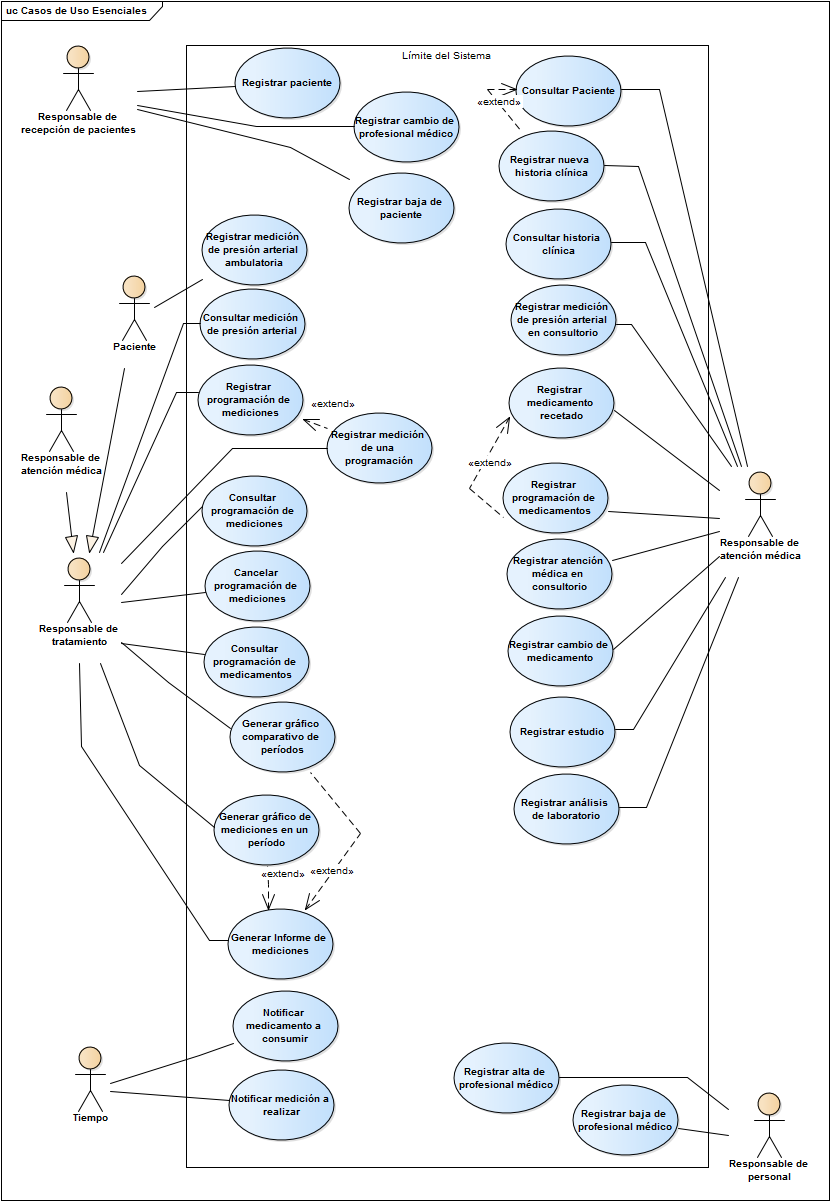 uc Casos de Uso Esenciales
Límite del Sistema
Responsable de
recepción de pacientes
Registrar paciente
Registrar cambio de
profesional médico
Registrar baja de
paciente
Consultar Paciente
«extend»
Registrar nueva
historia clínica
Consultar historia
clínica
Registrar medición
de presión arterial
en consultorio
Registrar
medicamento
recetado
«extend»
Registrar
programación de
medicamentos
Registrar atención
médica en
consultorio
Registrar cambio de
medicamento
Registrar estudio
Registrar análisis
de laboratorio
Responsable de
atención médica
Registrar medición
de presión arterial
ambulatoria
Paciente
Consultar medición
de presión arterial
Registrar
programación de
mediciones
«extend»
Registrar medición
de una
programación
Responsable de
atención médica
Consultar
programación de
mediciones
Cancelar
programación de
mediciones
Responsable de
tratamiento
Consultar
programación de
medicamentos
Generar gráfico
comparativo de
períodos
Generar gráfico de
mediciones en un
período
«extend»
«extend»
Generar Informe de
mediciones
Notificar
medicamento a
consumir
Notificar medición a
realizar
Tiempo
Registrar alta de
profesional médico
Registrar baja de
profesional médico
Responsable de
personal